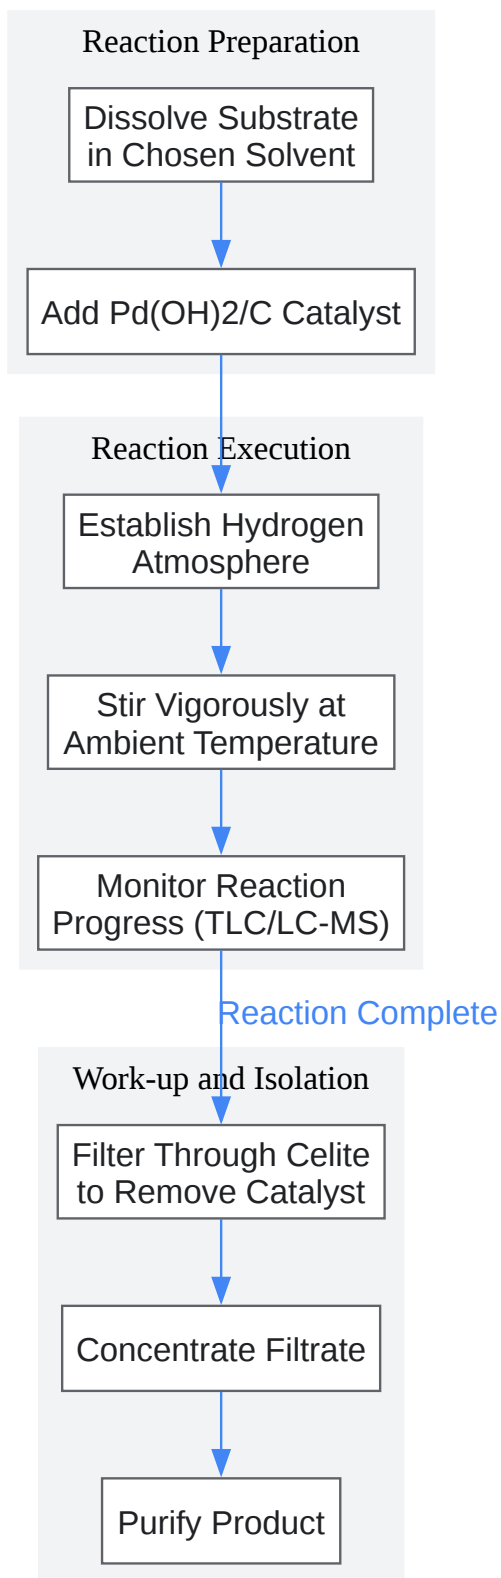 Reaction Preparation
Dissolve Substrate
in Chosen Solvent
Add Pd(OH)2/C Catalyst
Reaction Execution
Establish Hydrogen
Atmosphere
Stir Vigorously at
Ambient Temperature
Monitor Reaction
Progress (TLC/LC-MS)
Reaction Complete
Work-up and Isolation
Filter Through Celite
to Remove Catalyst
Concentrate Filtrate
Purify Product